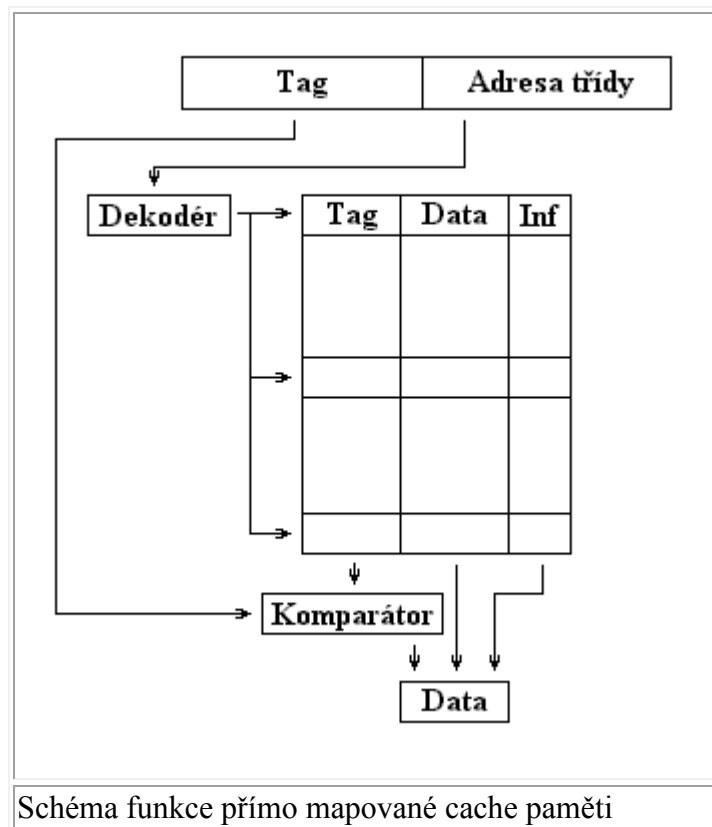 Tag Adresa třídy
Dekodér Tag Data Inf
Komparátor
Data
Schéma funkce přímo mapované cache paměti